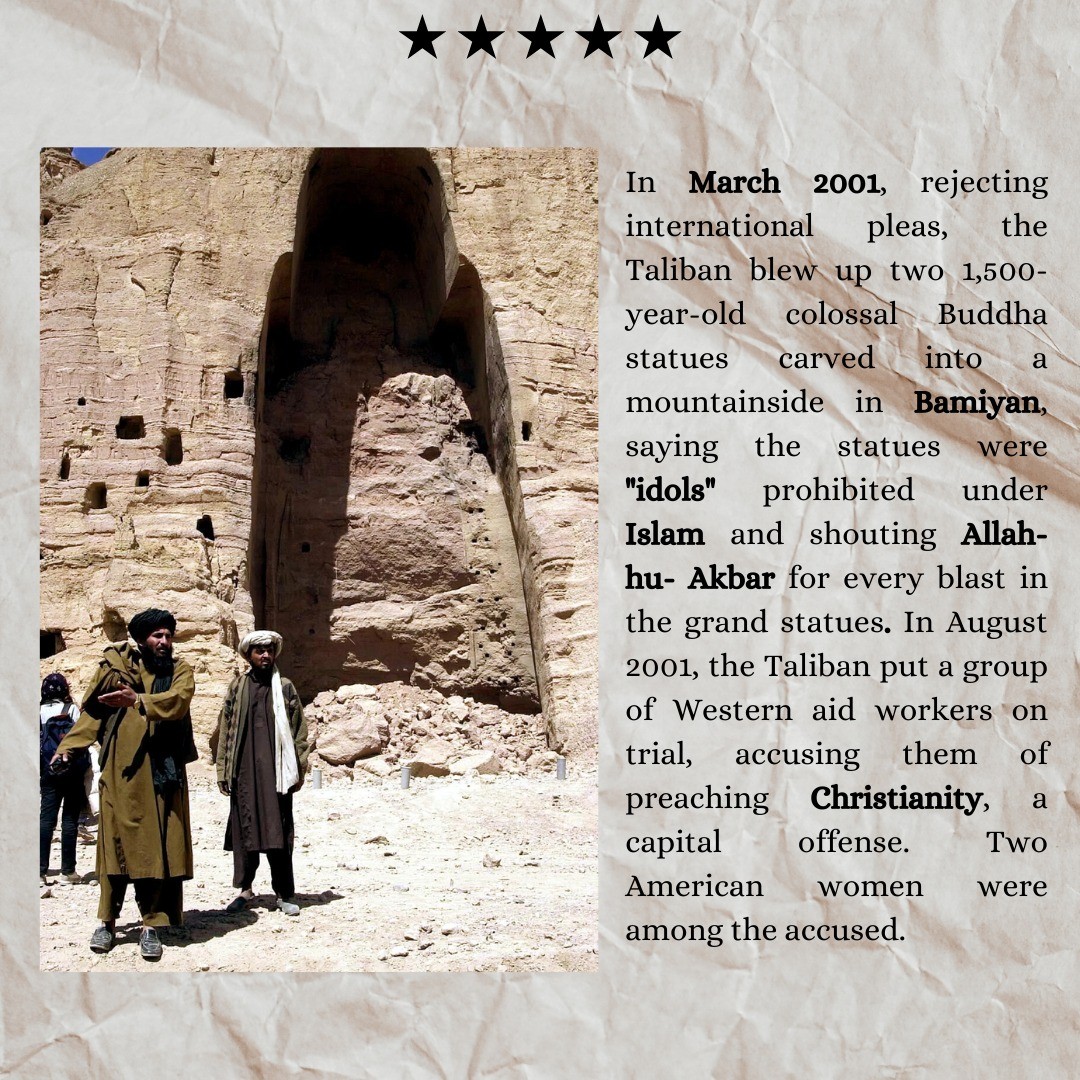 In March 2001, rejecting
international pleas, the
Taliban blew up two 1,500-
year-old colossal Buddha
statues carved into a
mountainside in Bamiyan,
saying the statues were
"idols" prohibited under
Islam and shouting Allah-
hu- Akbar for every blast in
the grand statues. In August
2001, the Taliban put a group
of Western aid workers on
trial, accusing them of
preaching Christianity, a
capital offense. Two
American women were
among the accused.